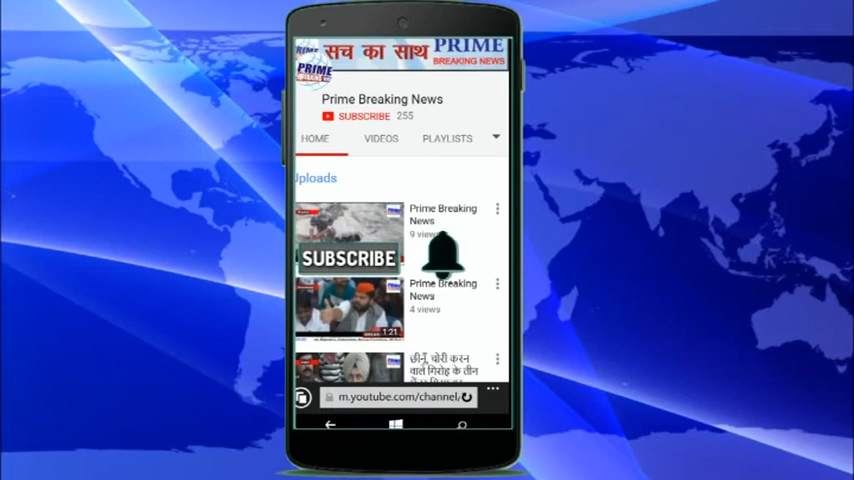 सच का साथ
PRIME
BREAKING NEWS
PRIME
Prime Breaking News
SUBSCRIBE 255
HOME VIDEOS PLAYLISTS
Uploads
Prime Breaking
News
9 views
SUBSCRIBE
Prime Breaking
News
4 views
1:21
छीनूँ, चोरी करन
वाले गिरोह के तीन
m.youtube.com/channel/